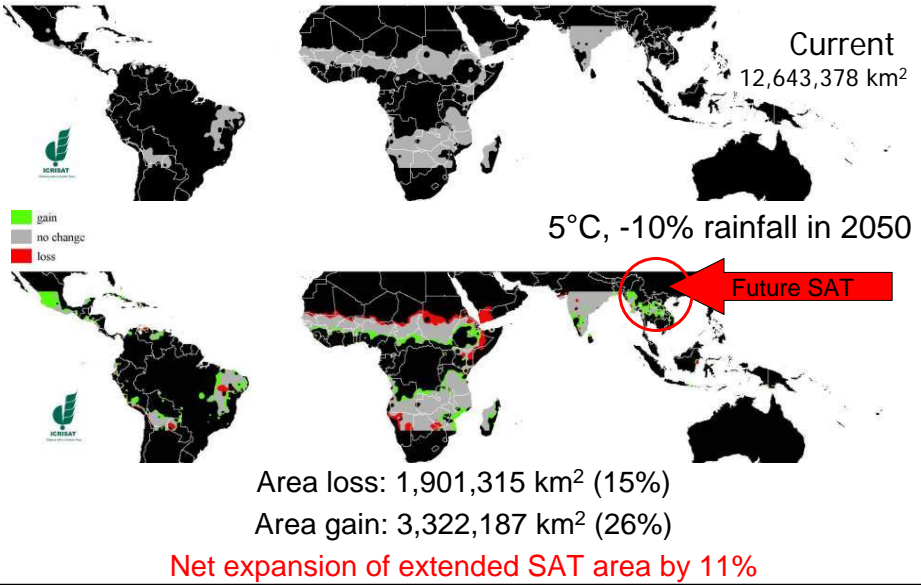 Current
12,643,378 km²
ICRISAT
gain
no change
loss
5°C, -10% rainfall in 2050
Future SAT
ICRISAT
Area loss: 1,901,315 km² (15%)
Area gain: 3,322,187 km² (26%)
Net expansion of extended SAT area by 11%